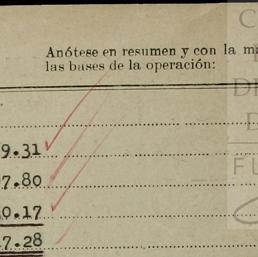 Anótese en resumen y con la
las bases de la operación:
9.31
7.80
0.17
7.28